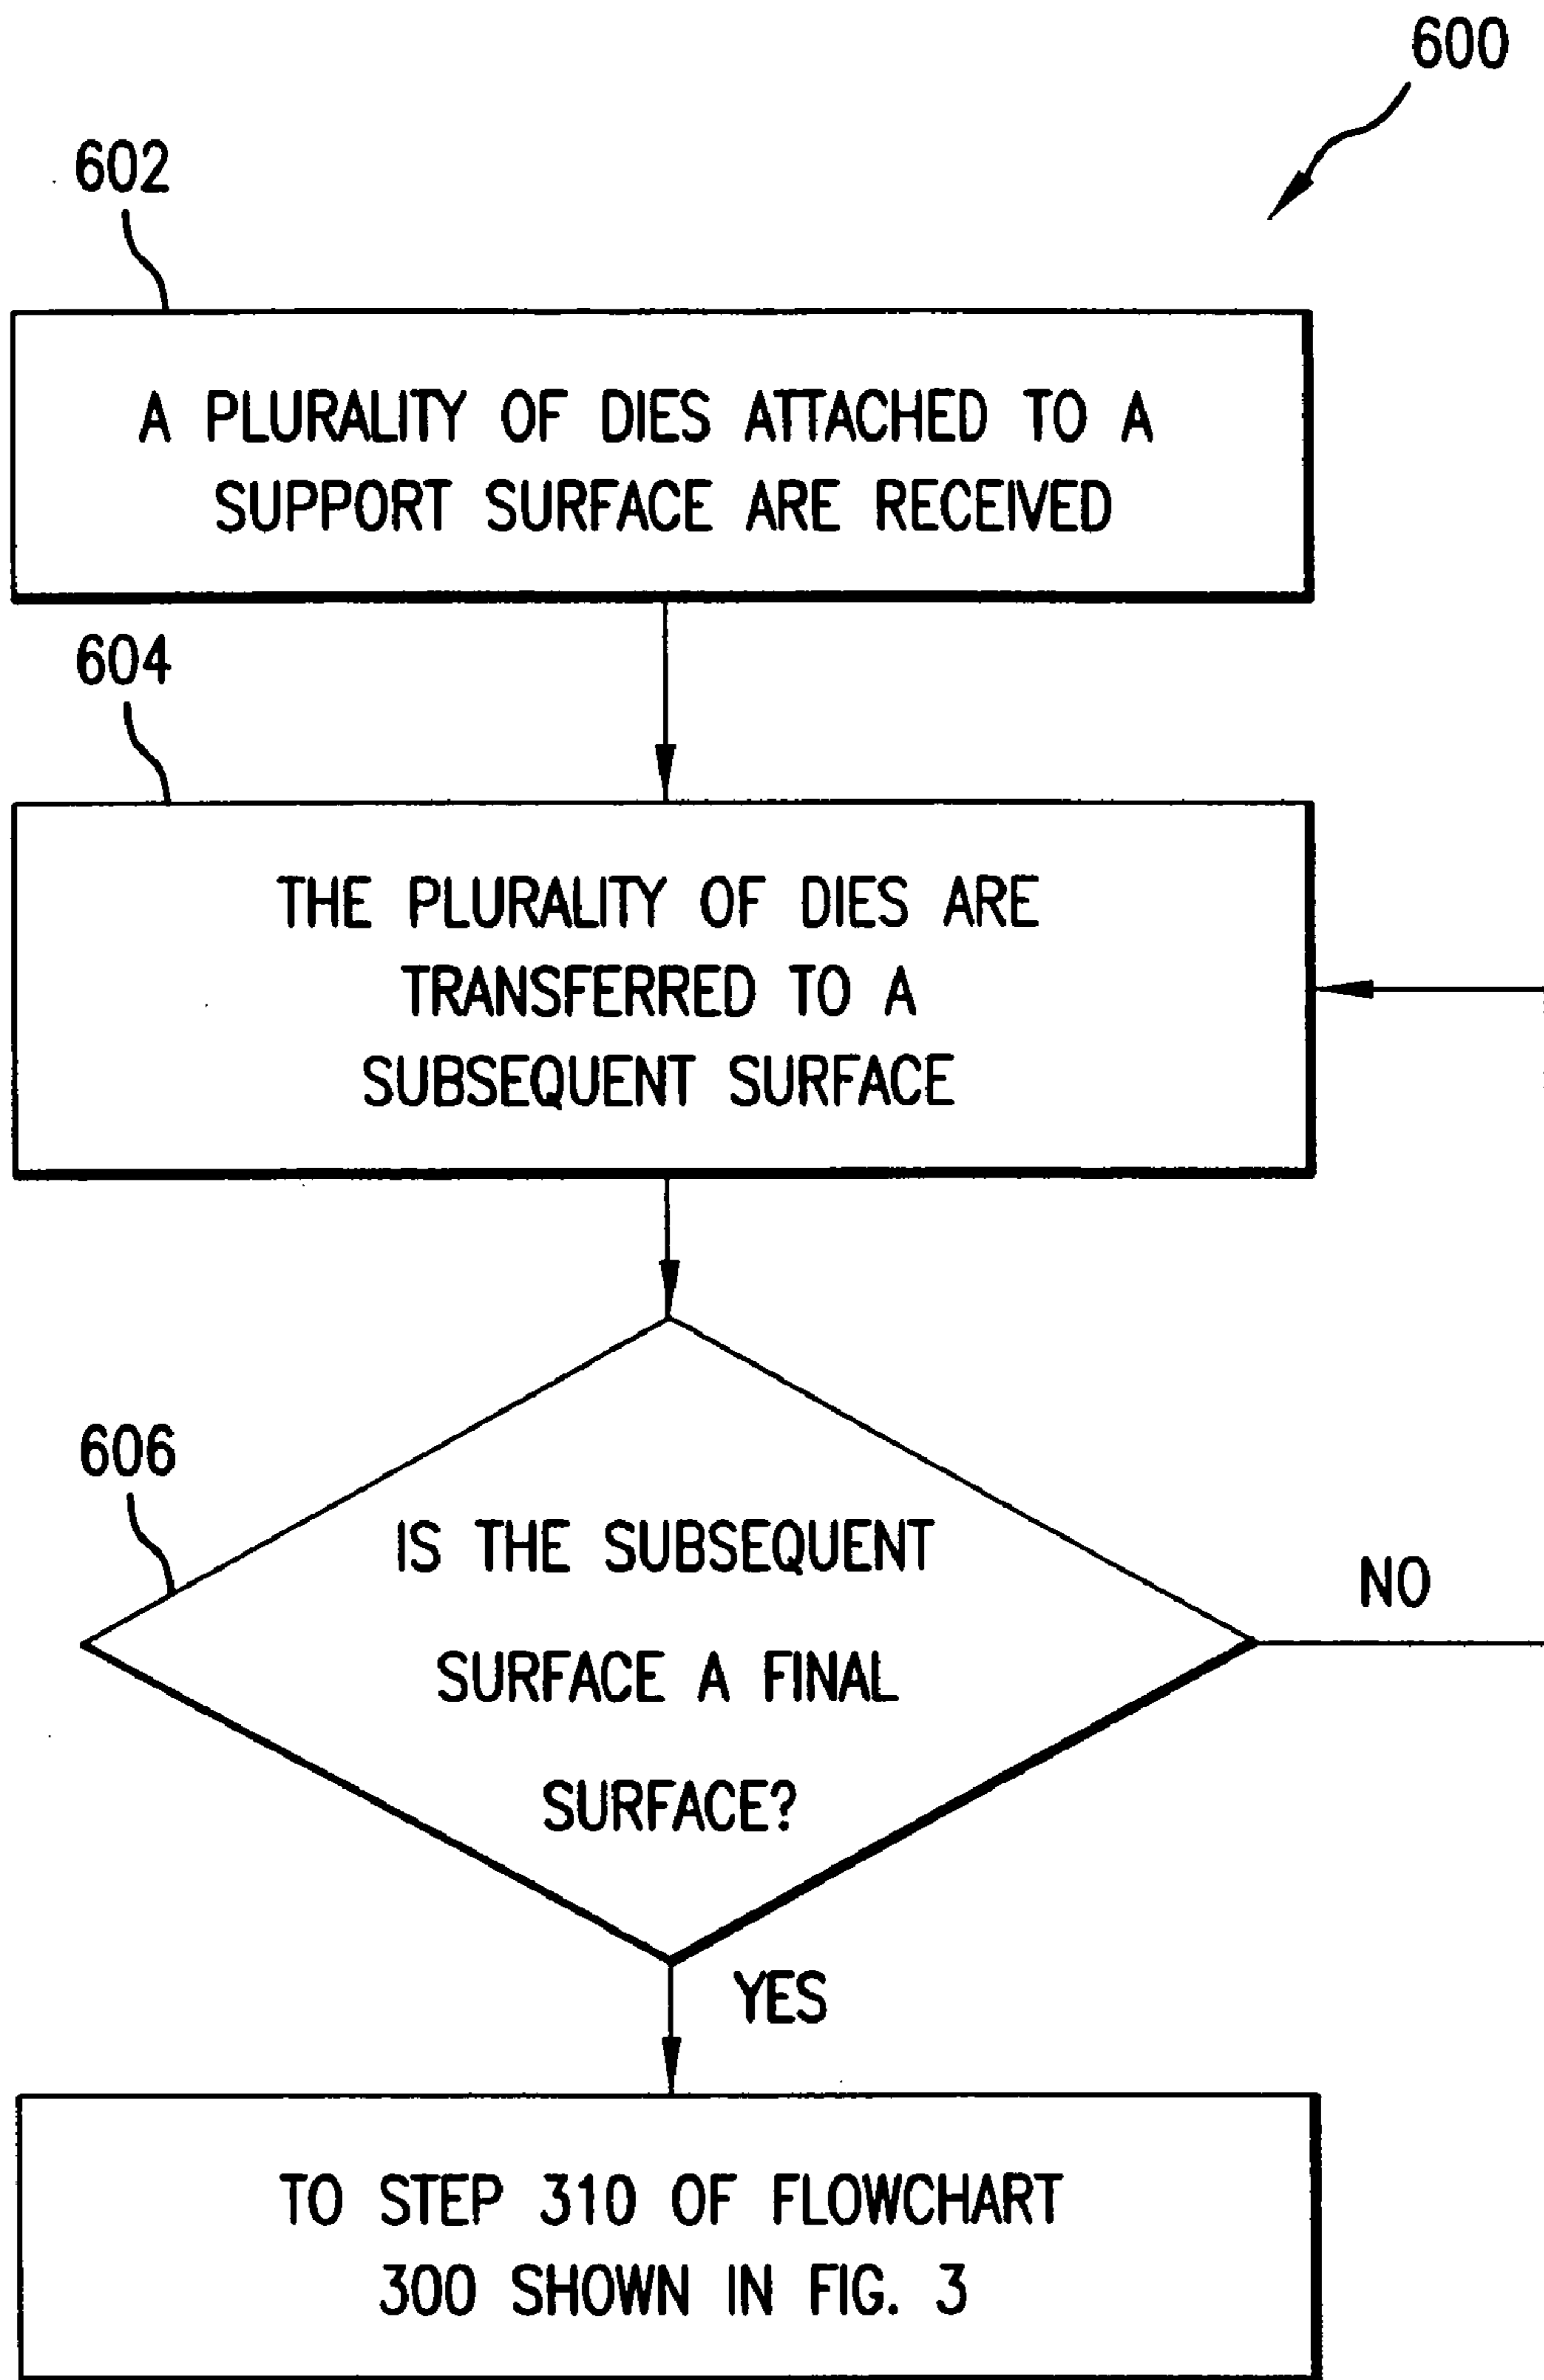 600
602
A PLURALITY OF DIES ATTACHED TO A
SUPPORT SURFACE ARE RECEIVED
604
THE PLURALITY OF DIES ARE
TRANSFERRED TO A
SUBSEQUENT SURFACE
606
IS THE SUBSEQUENT
SURFACE A FINAL
SURFACE?
NO
YES
TO STEP 310 OF FLOWCHART
300 SHOWN IN FIG. 3